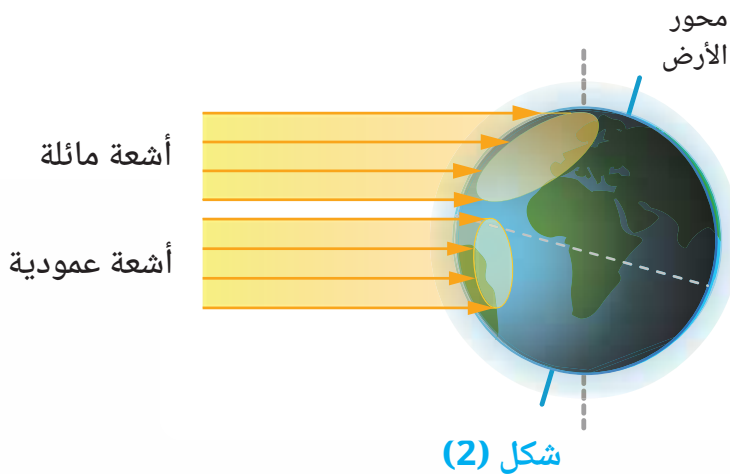 محور
الأرض
أشعة مائلة
أشعة عمودية
شكل (2)